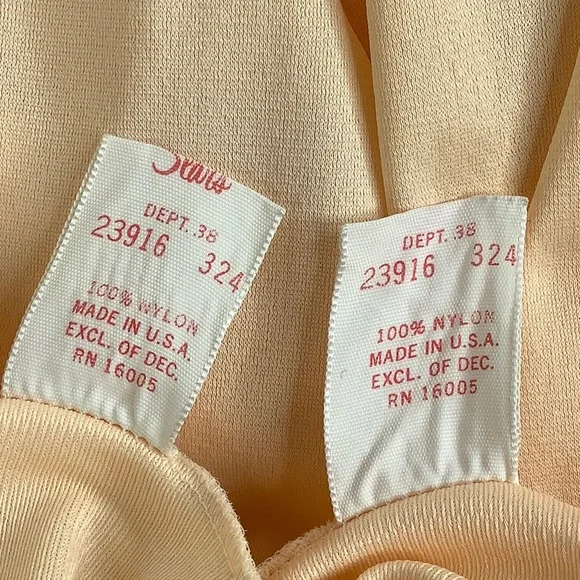 Sears
DEPT. 38
23916 324
100% NYLON
MADE IN U.S.A.
EXCL. OF DEC.
RN 16005
DEPT. 38
23916 324
100% NYLON
MADE IN U.S.A.
EXCL. OF DEC.
RN 16005